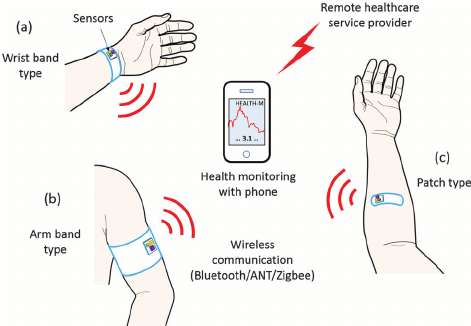 (a)
Sensors
Wrist band
type
Remote healthcare
service provider
HEALTH-M
... 3.1 ..
Health monitoring
with phone
(c)
Patch type
(b)
Arm band
type
Wireless
communication
(Bluetooth/ANT/Zigbee)